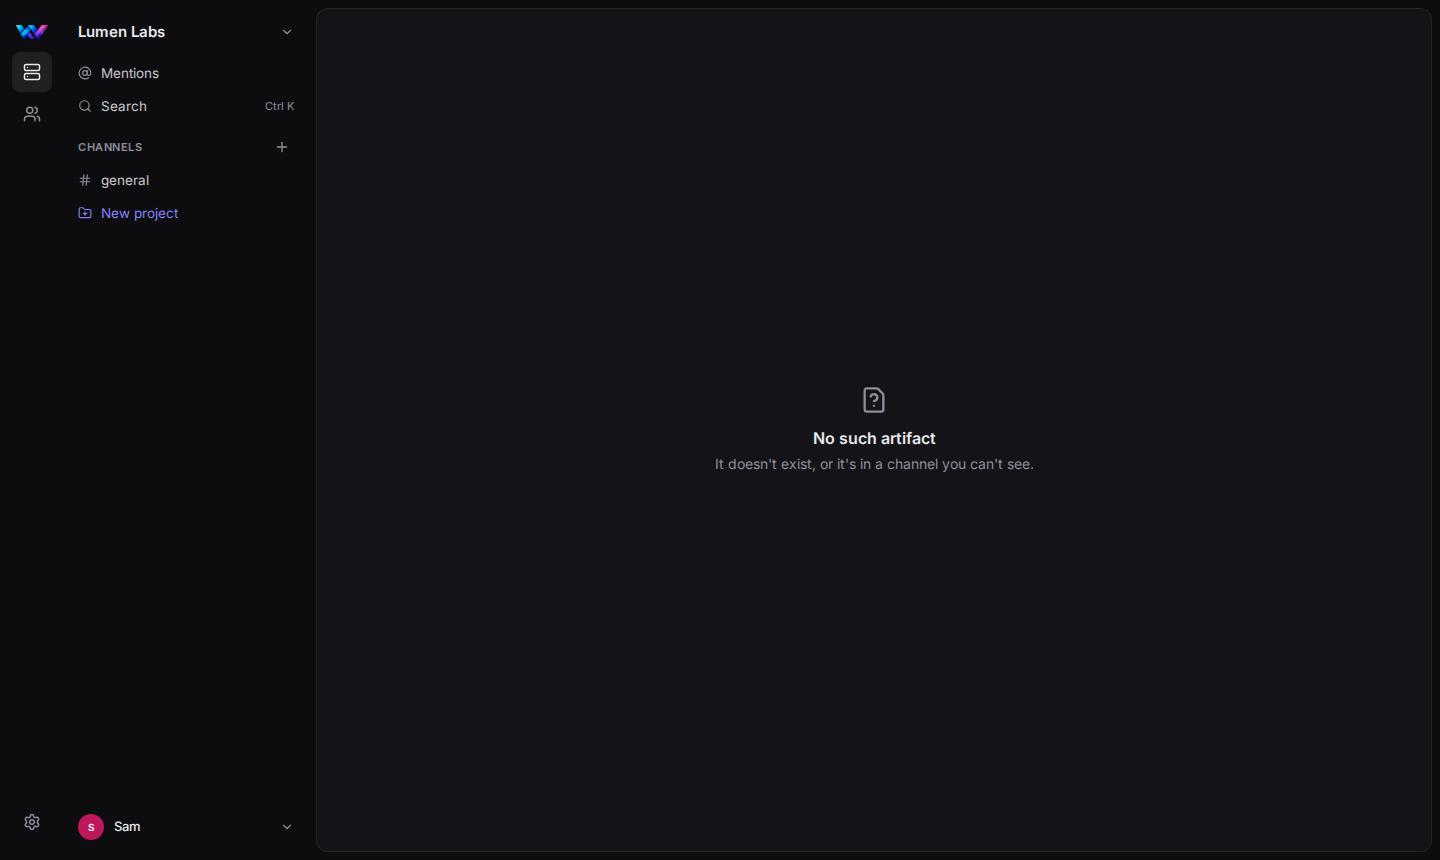 Lumen Labs
Mentions
Search Ctrl K
CHANNELS
general
New project
No such artifact
It doesn't exist, or it's in a channel you can't see.
S Sam